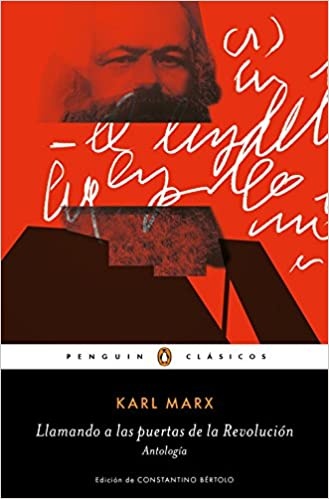 PENGUIN CLÁSICOS
KARL MARX
Llamando a las puertas de la Revolución
Antología
Edición de CONSTANTINO BÉRTOLO